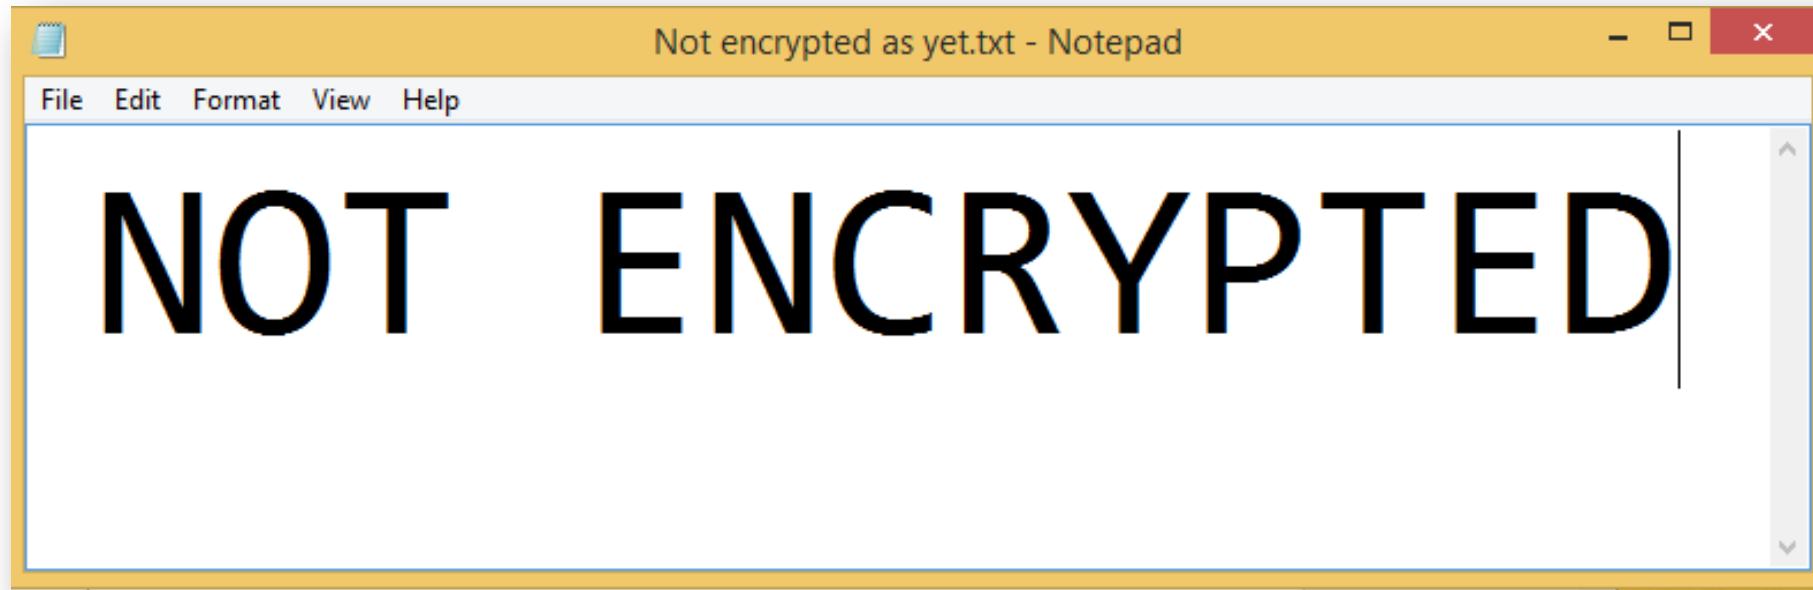 Not encrypted as yet.txt - Notepad
File Edit Format View Help
NOT ENCRYPTED